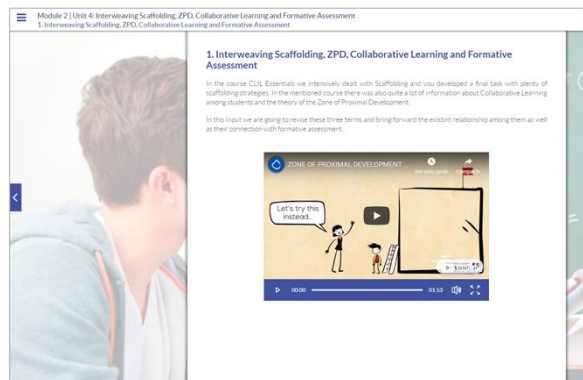 Module 2 | Unit 4: Interweaving Scaffolding, ZPD, Collaborative Learning and Formative Assessment
1. Interweaving Scaffolding, ZPD, Collaborative Learning and Formative Assessment
1. Interweaving Scaffolding, ZPD, Collaborative Learning and Formative
Assessment
In the course CLIL Essentials we intensively dealt with Scaffolding and you developed a final task with plenty of
scaffolding strategies. In the mentioned course there was also quite a lot of information about Collaborative Learning
among students and the theory of the Zone of Proximal Development.
In this Input we are going to revise these three terms and bring forward the existint relationship among them as well
as their connection with formative assessment:
ZONE OF PROXIMAL DEVELOPMENT ...
Ver más tarde
Compartir
Let's try this
instead...
00:00
01:53